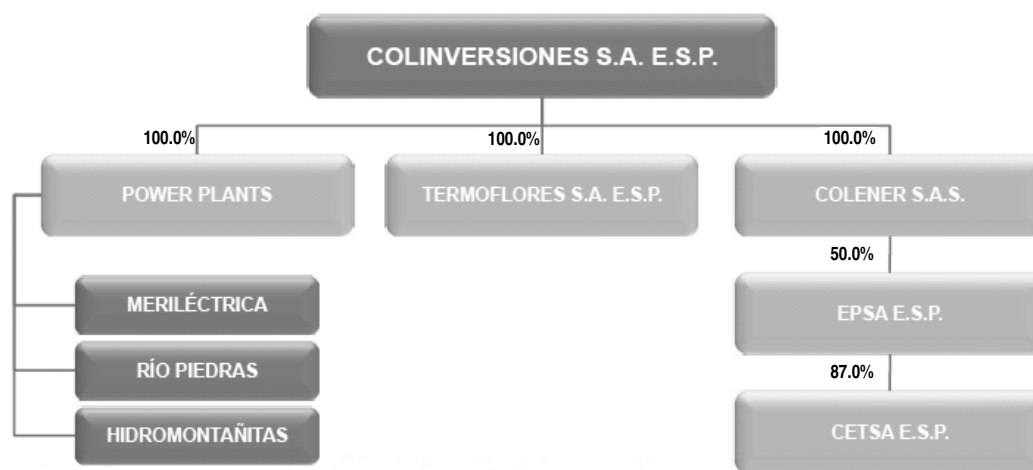 COLINVERSIONES S.A. E.S.P.
100.0%
100.0%
100.0%
POWER PLANTS
TERMOFLORES S.A. E.S.P.
COLENER S.A.S.
50.0%
MERILÉCTRICA
EPSA E.S.P.
RÍO PIEDRAS
87.0%
HIDROMONTAÑITAS
CETSA E.S.P.